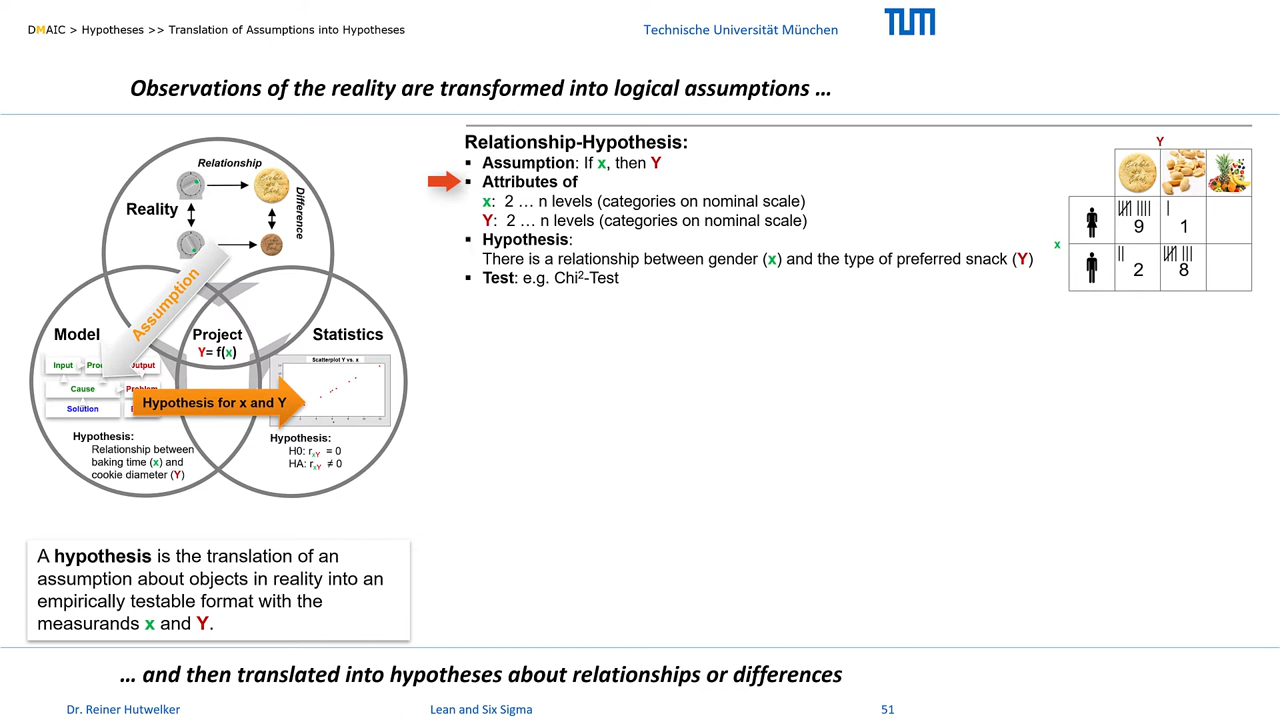 DMAIC > Hypotheses >> Translation of Assumptions into Hypotheses
Technische Universität München
TUM
Observations of the reality are transformed into logical assumptions …
Relationship
Reality
Difference
Assumption
Model
Project
Y= f(x)
Statistics
Input
Output
Cause
Solution
Hypothesis for x and Y
Scatterplot Y vs. x
Hypothesis:
Relationship between
baking time (x) and
cookie diameter (Y)
Hypothesis:
H0: rxY = 0
HA: rxY ≠ 0
A hypothesis is the translation of an
assumption about objects in reality into an
empirically testable format with the
measurands x and Y.
Relationship-Hypothesis:
▪ Assumption: If x, then Y
▪ Attributes of
x: 2 … n levels (categories on nominal scale)
Y: 2 … n levels (categories on nominal scale)
▪ Hypothesis:
There is a relationship between gender (x) and the type of preferred snack (Y)
▪ Test: e.g. Chi²-Test
Y
x
9 1
2 8
… and then translated into hypotheses about relationships or differences
Dr. Reiner Hutwelker
Lean and Six Sigma
51